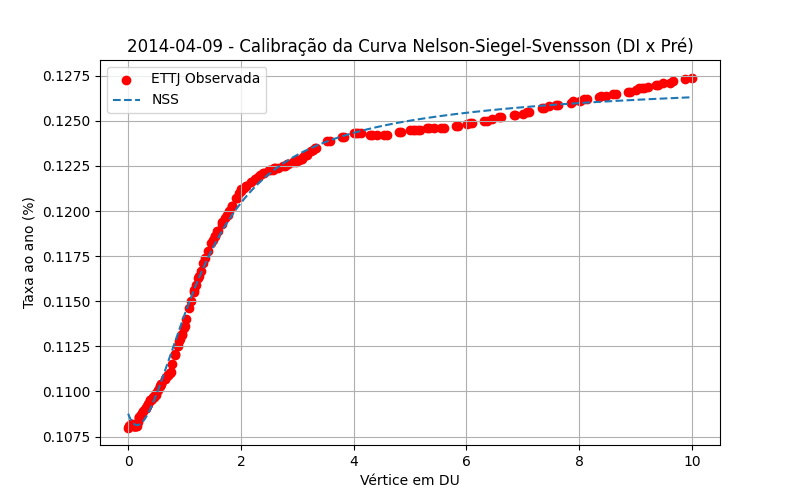 2014-04-09 - Calibração da Curva Nelson-Siegel-Svensson (DI x Pré)
ETTJ Observada
NSS
Taxa ao ano (%)
0.1275
0.1250
0.1225
0.1200
0.1175
0.1150
0.1125
0.1100
0.1075
0 2 4 6 8 10
Vértice em DU